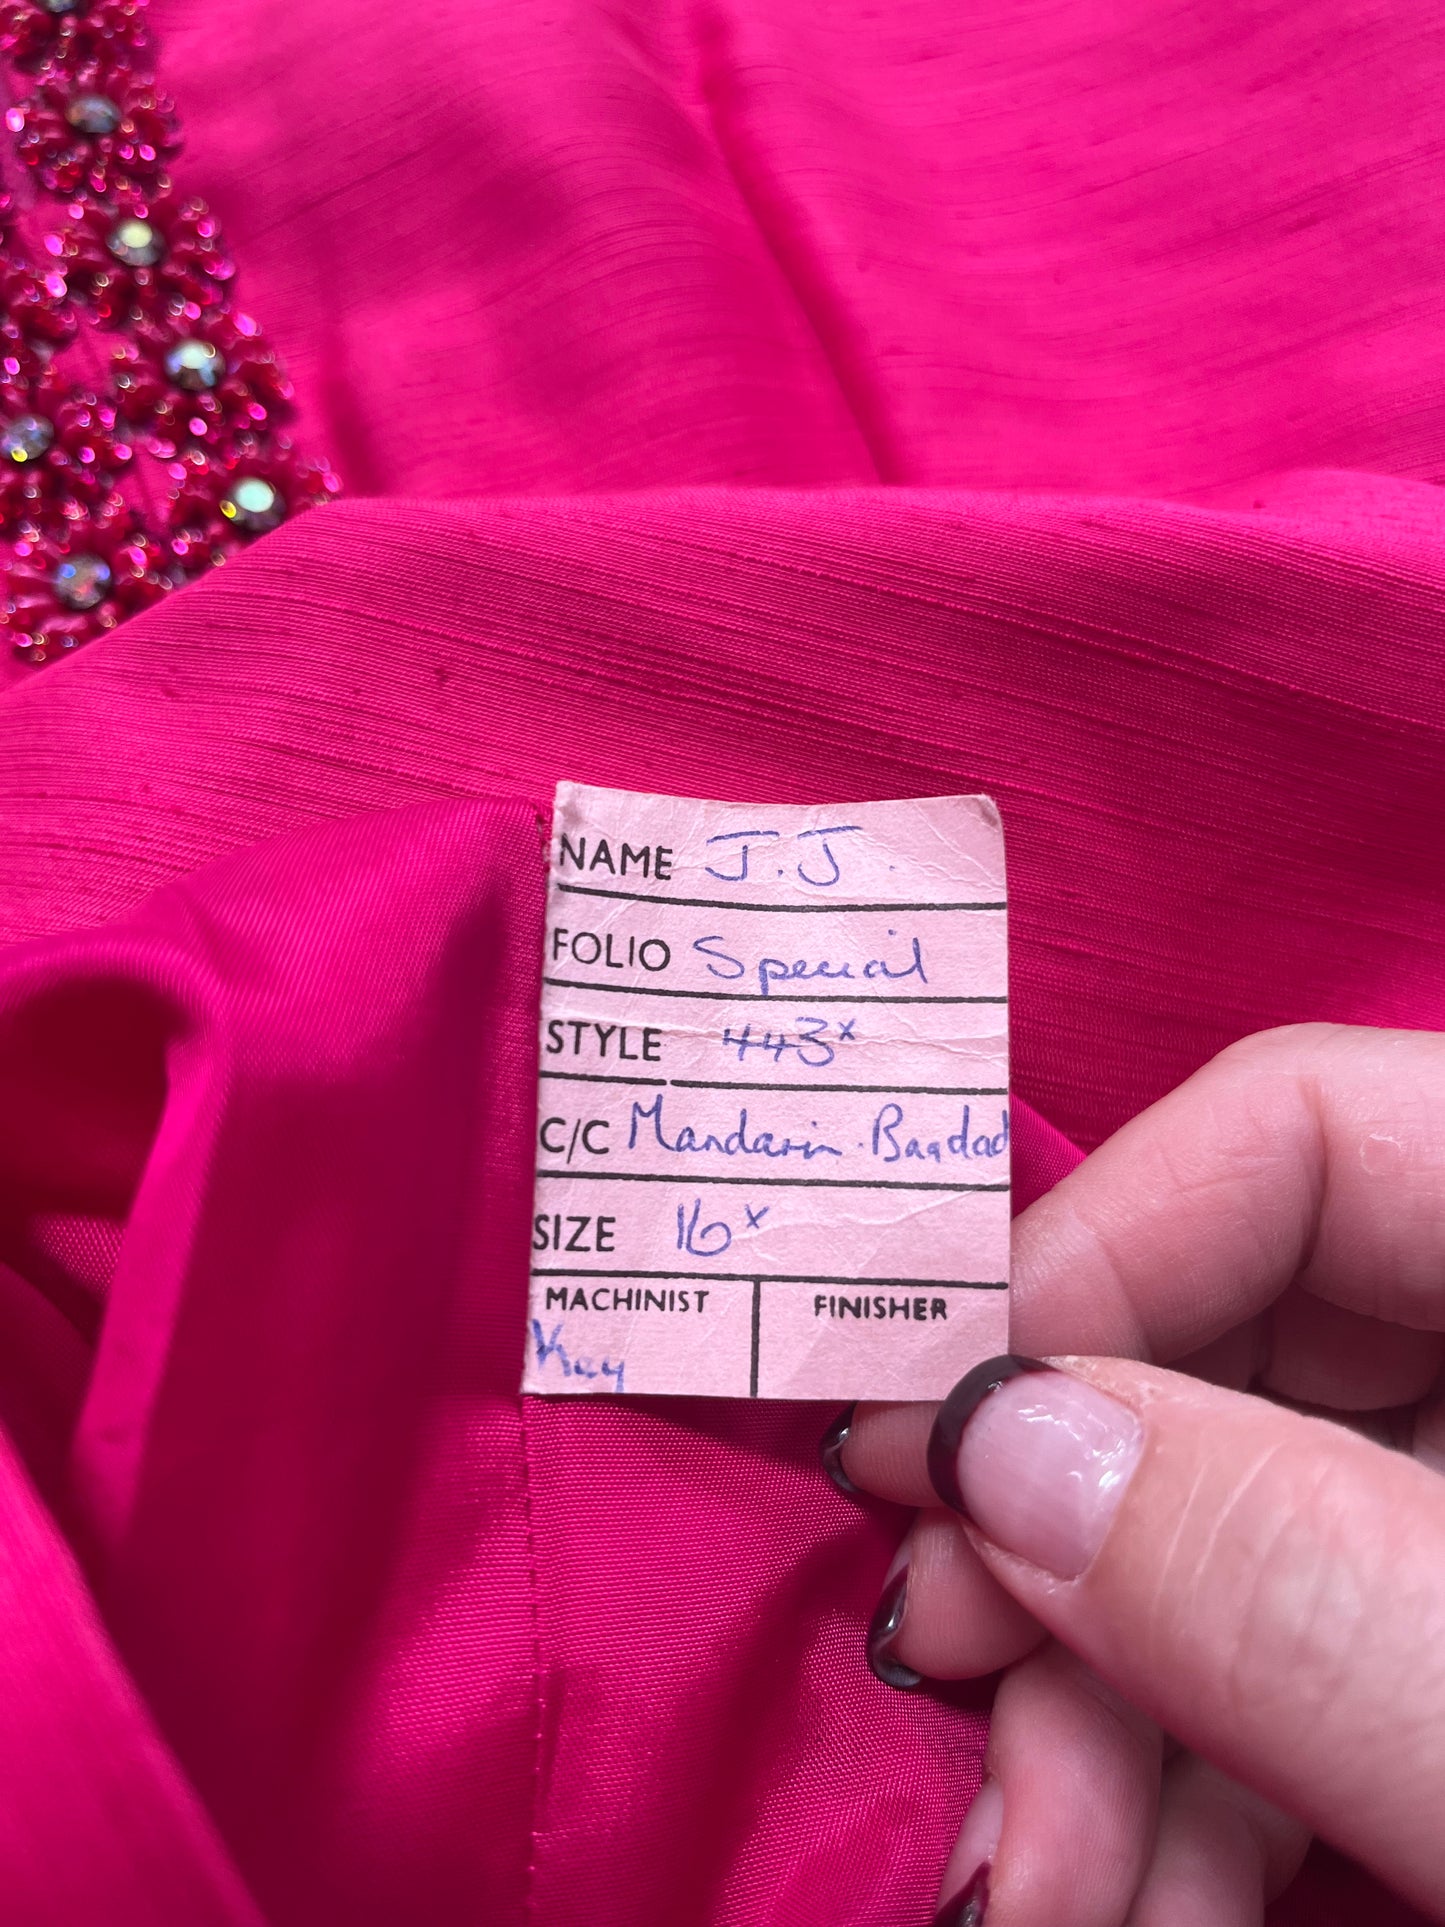 NAME J.J.
FOLIO Special
STYLE 443x
C/C Mandarin. Bagdad
SIZE 16x
MACHINIST FINISHER
Kay